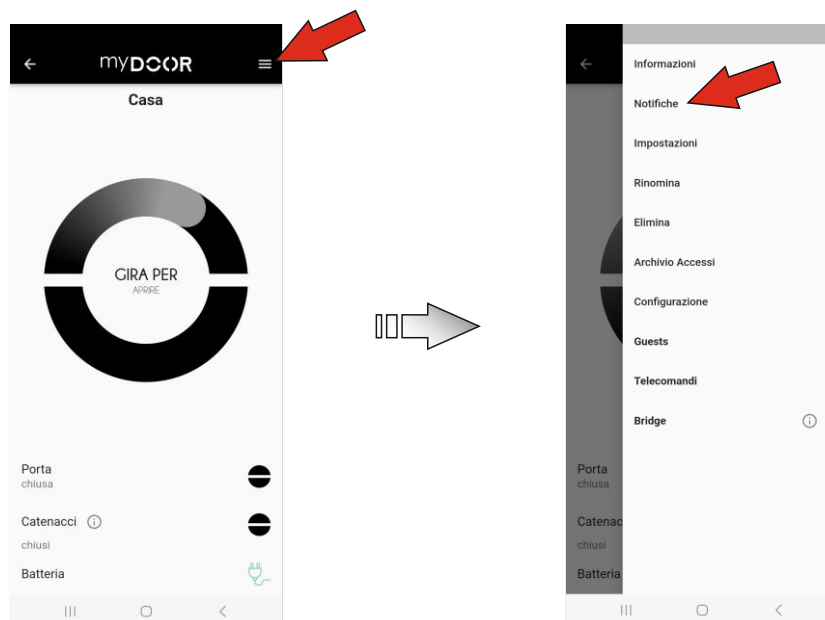 myDOOR
Casa
GIRA PER
APRIRE
Porta
chiusa
Catenacci
chiusi
Batteria
Informazioni
Notifiche
Impostazioni
Rinomina
Elimina
Archivio Accessi
Configurazione
Guests
Telecomandi
Bridge
Porta
chiusa
Catenac
chiusi
Batteria